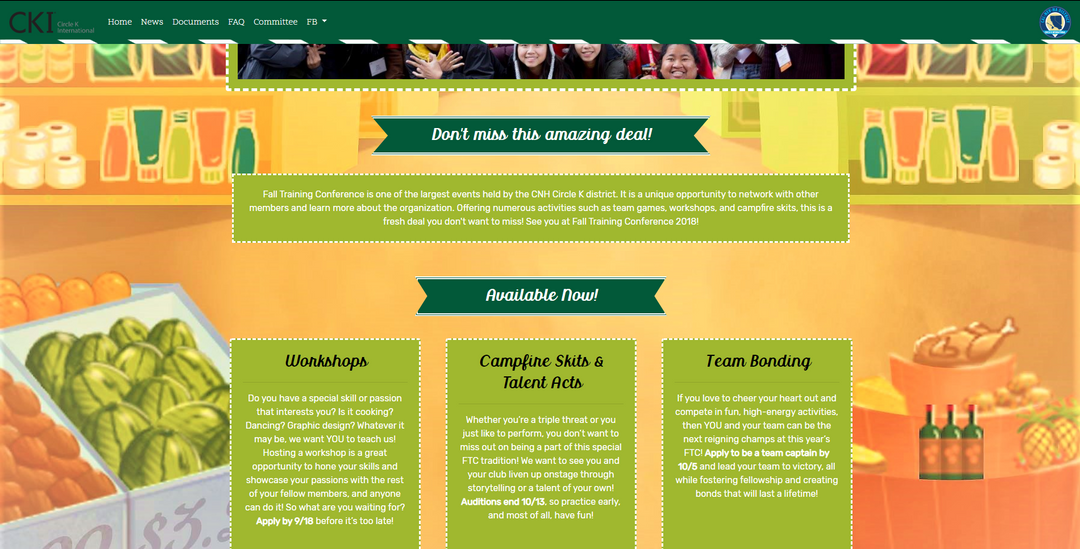 CKI Circle K
International
Home News Documents FAQ Committee FB
Don't miss this amazing deal!
Fall Training Conference is one of the largest events held by the CNH Circle K district. It is a unique opportunity to network with other
members and learn more about the organization. Offering numerous activities such as team games, workshops, and campfire skits, this is a
fresh deal you don't want to miss! See you at Fall Training Conference 2018!
Available Now!
Workshops
Do you have a special skill or passion
that interests you? Is it cooking?
Dancing? Graphic design? Whatever it
may be, we want YOU to teach us!
Hosting a workshop is a great
opportunity to hone your skills and
showcase your passions with the rest
of your fellow members, and anyone
can do it! So what are you waiting for?
Apply by 9/18 before it's too late!
Campfire Skits &
Talent Acts
Whether you're a triple threat or you
just like to perform, you don't want to
miss out on being a part of this special
FTC tradition! We want to see you and
your club liven up onstage through
storytelling or a talent of your own!
Auditions end 10/13, so practice early,
and most of all, have fun!
Team Bonding
If you love to cheer your heart out and
compete in fun, high-energy activities,
then YOU and your team can be the
next reigning champs at this year's
FTC! Apply to be a team captain by
10/5 and lead your team to victory, all
while fostering fellowship and creating
bonds that will last a lifetime!